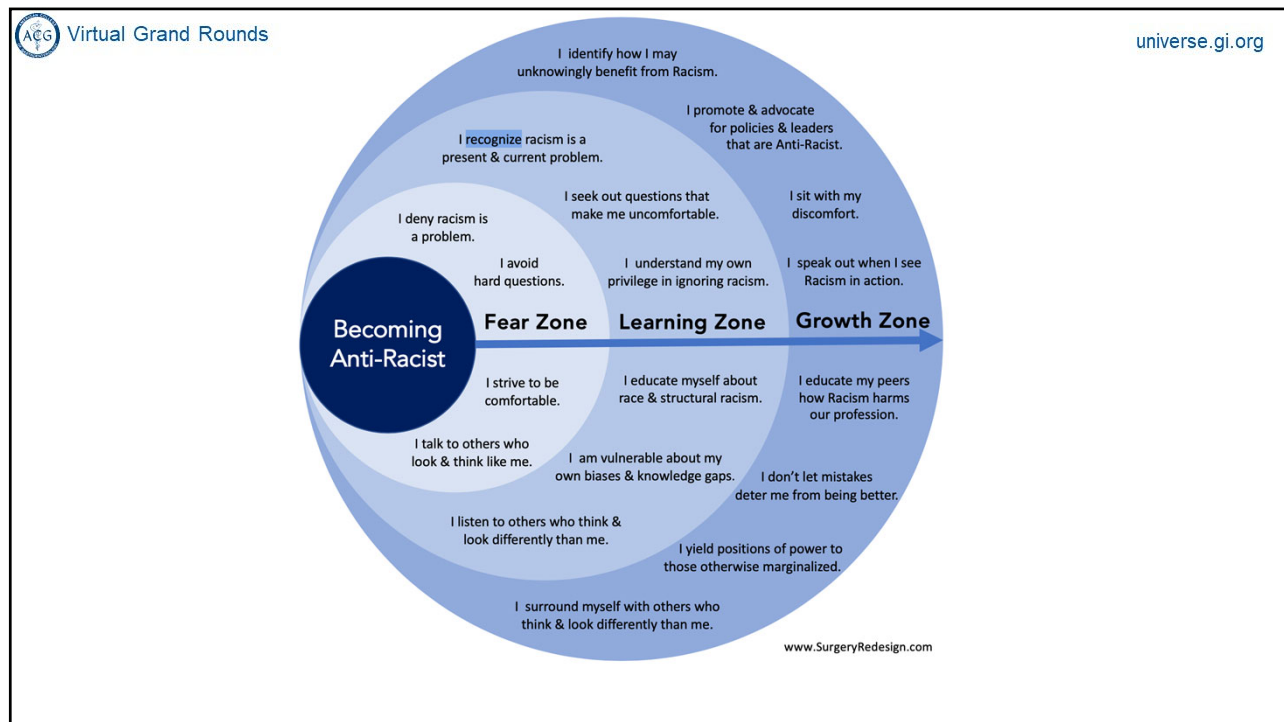 ACG
Virtual Grand Rounds
universe.gi.org
I identify how I may
unknowingly benefit from Racism.
I promote & advocate
for policies & leaders
that are Anti-Racist.
I recognize racism is a
present & current problem.
I seek out questions that
make me uncomfortable.
I sit with my
discomfort.
I deny racism is
a problem.
I avoid
hard questions.
I understand my own
privilege in ignoring racism.
I speak out when I see
Racism in action.
Becoming
Anti-Racist
Fear Zone
Learning Zone
Growth Zone
I strive to be
comfortable.
I educate myself about
race & structural racism.
I educate my peers
how Racism harms
our profession.
I talk to others who
look & think like me.
I am vulnerable about my
own biases & knowledge gaps.
I don’t let mistakes
deter me from being better.
I listen to others who think &
look differently than me.
I yield positions of power to
those otherwise marginalized.
I surround myself with others who
think & look differently than me.
www.SurgeryRedesign.com